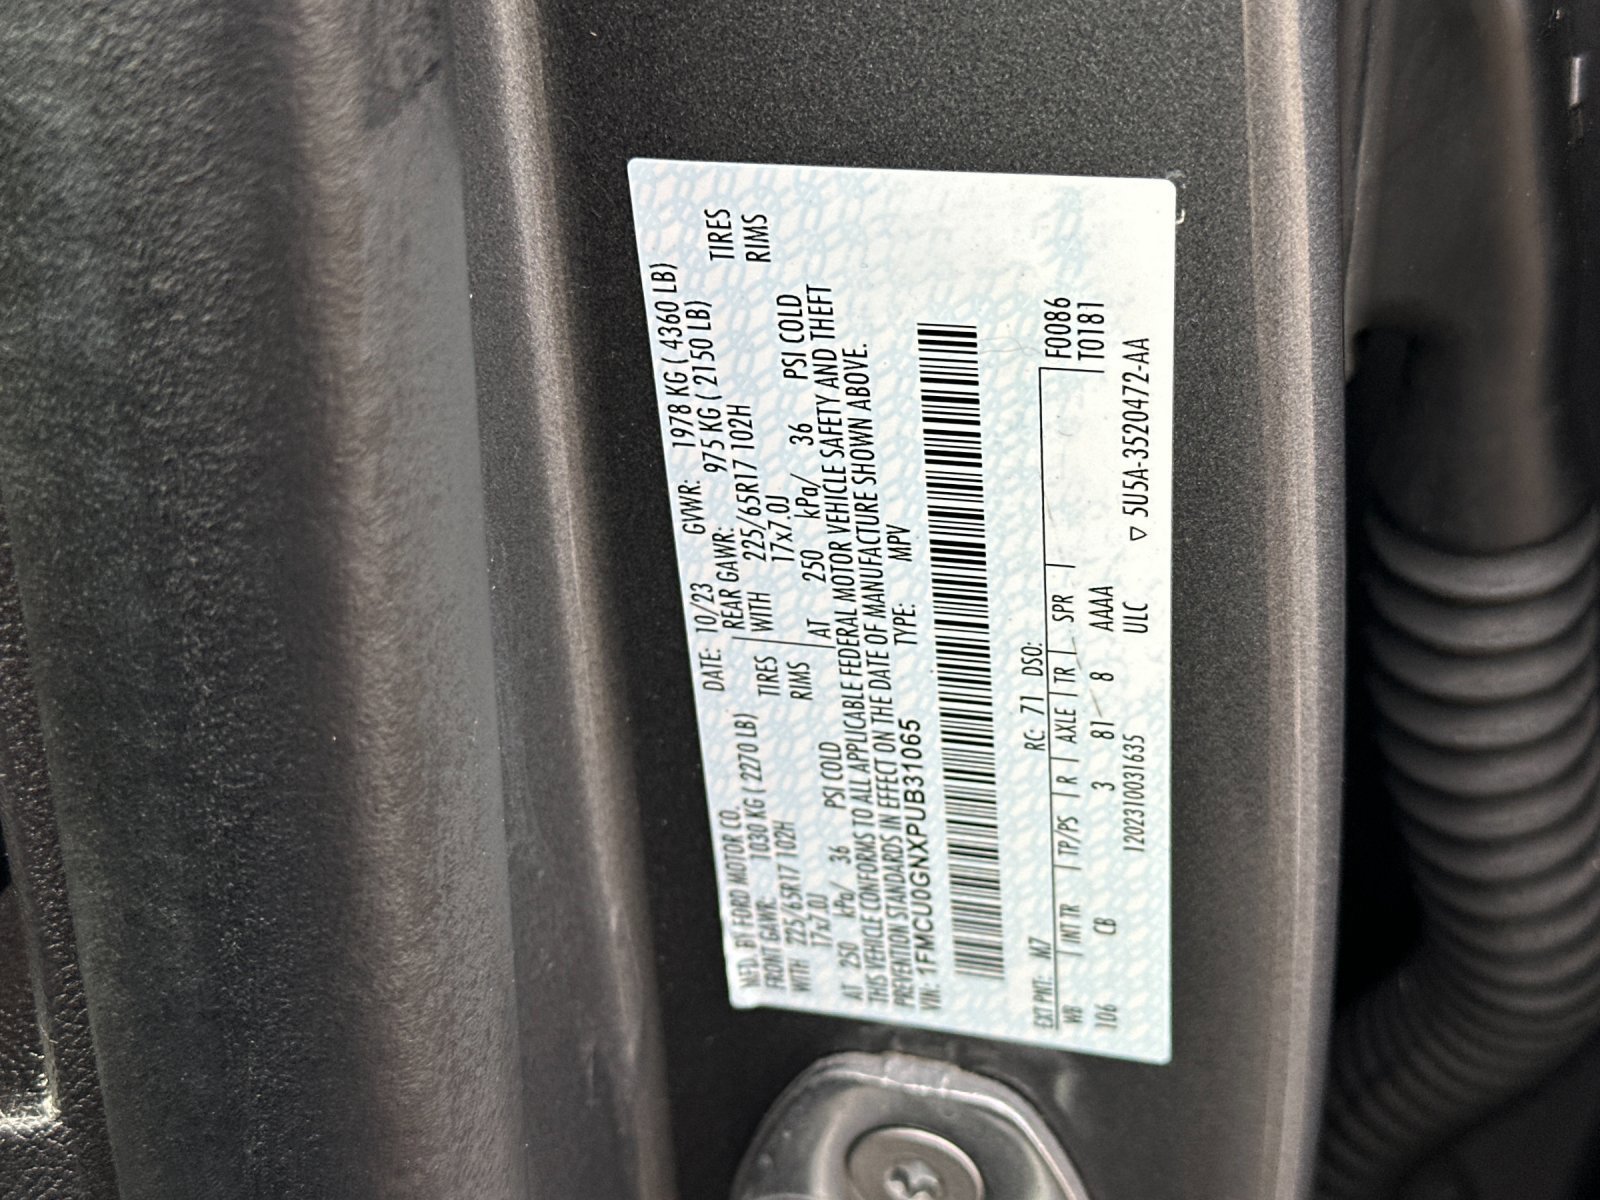 MFD. BY FORD MOTOR CO.
DATE: 10/23 GVWR: 1978 KG ( 4360 LB)
FRONT GAWR: 1030 KG ( 2270 LB) REAR GAWR: 975 KG ( 2150 LB)
WITH 225/65R17 102H TIRES WITH 225/65R17 102H TIRES
17x7.0J RIMS 17x7.0J RIMS
AT 250 kPa/ 36 PSI COLD AT 250 kPa/ 36 PSI COLD
THIS VEHICLE CONFORMS TO ALL APPLICABLE FEDERAL MOTOR VEHICLE SAFETY AND THEFT
PREVENTION STANDARDS IN EFFECT ON THE DATE OF MANUFACTURE SHOWN ABOVE.
VIN: 1FMCU0GNXPUB31065 TYPE: MPV
EXT PNT: M7 RC: 71 DSO: F0086
WB INT TR TP/PS R AXLE TR SPR T0181
106 CB 3 81 8 AAAA
1202310031635 ULC ▽ 5U5A-3520472-AA